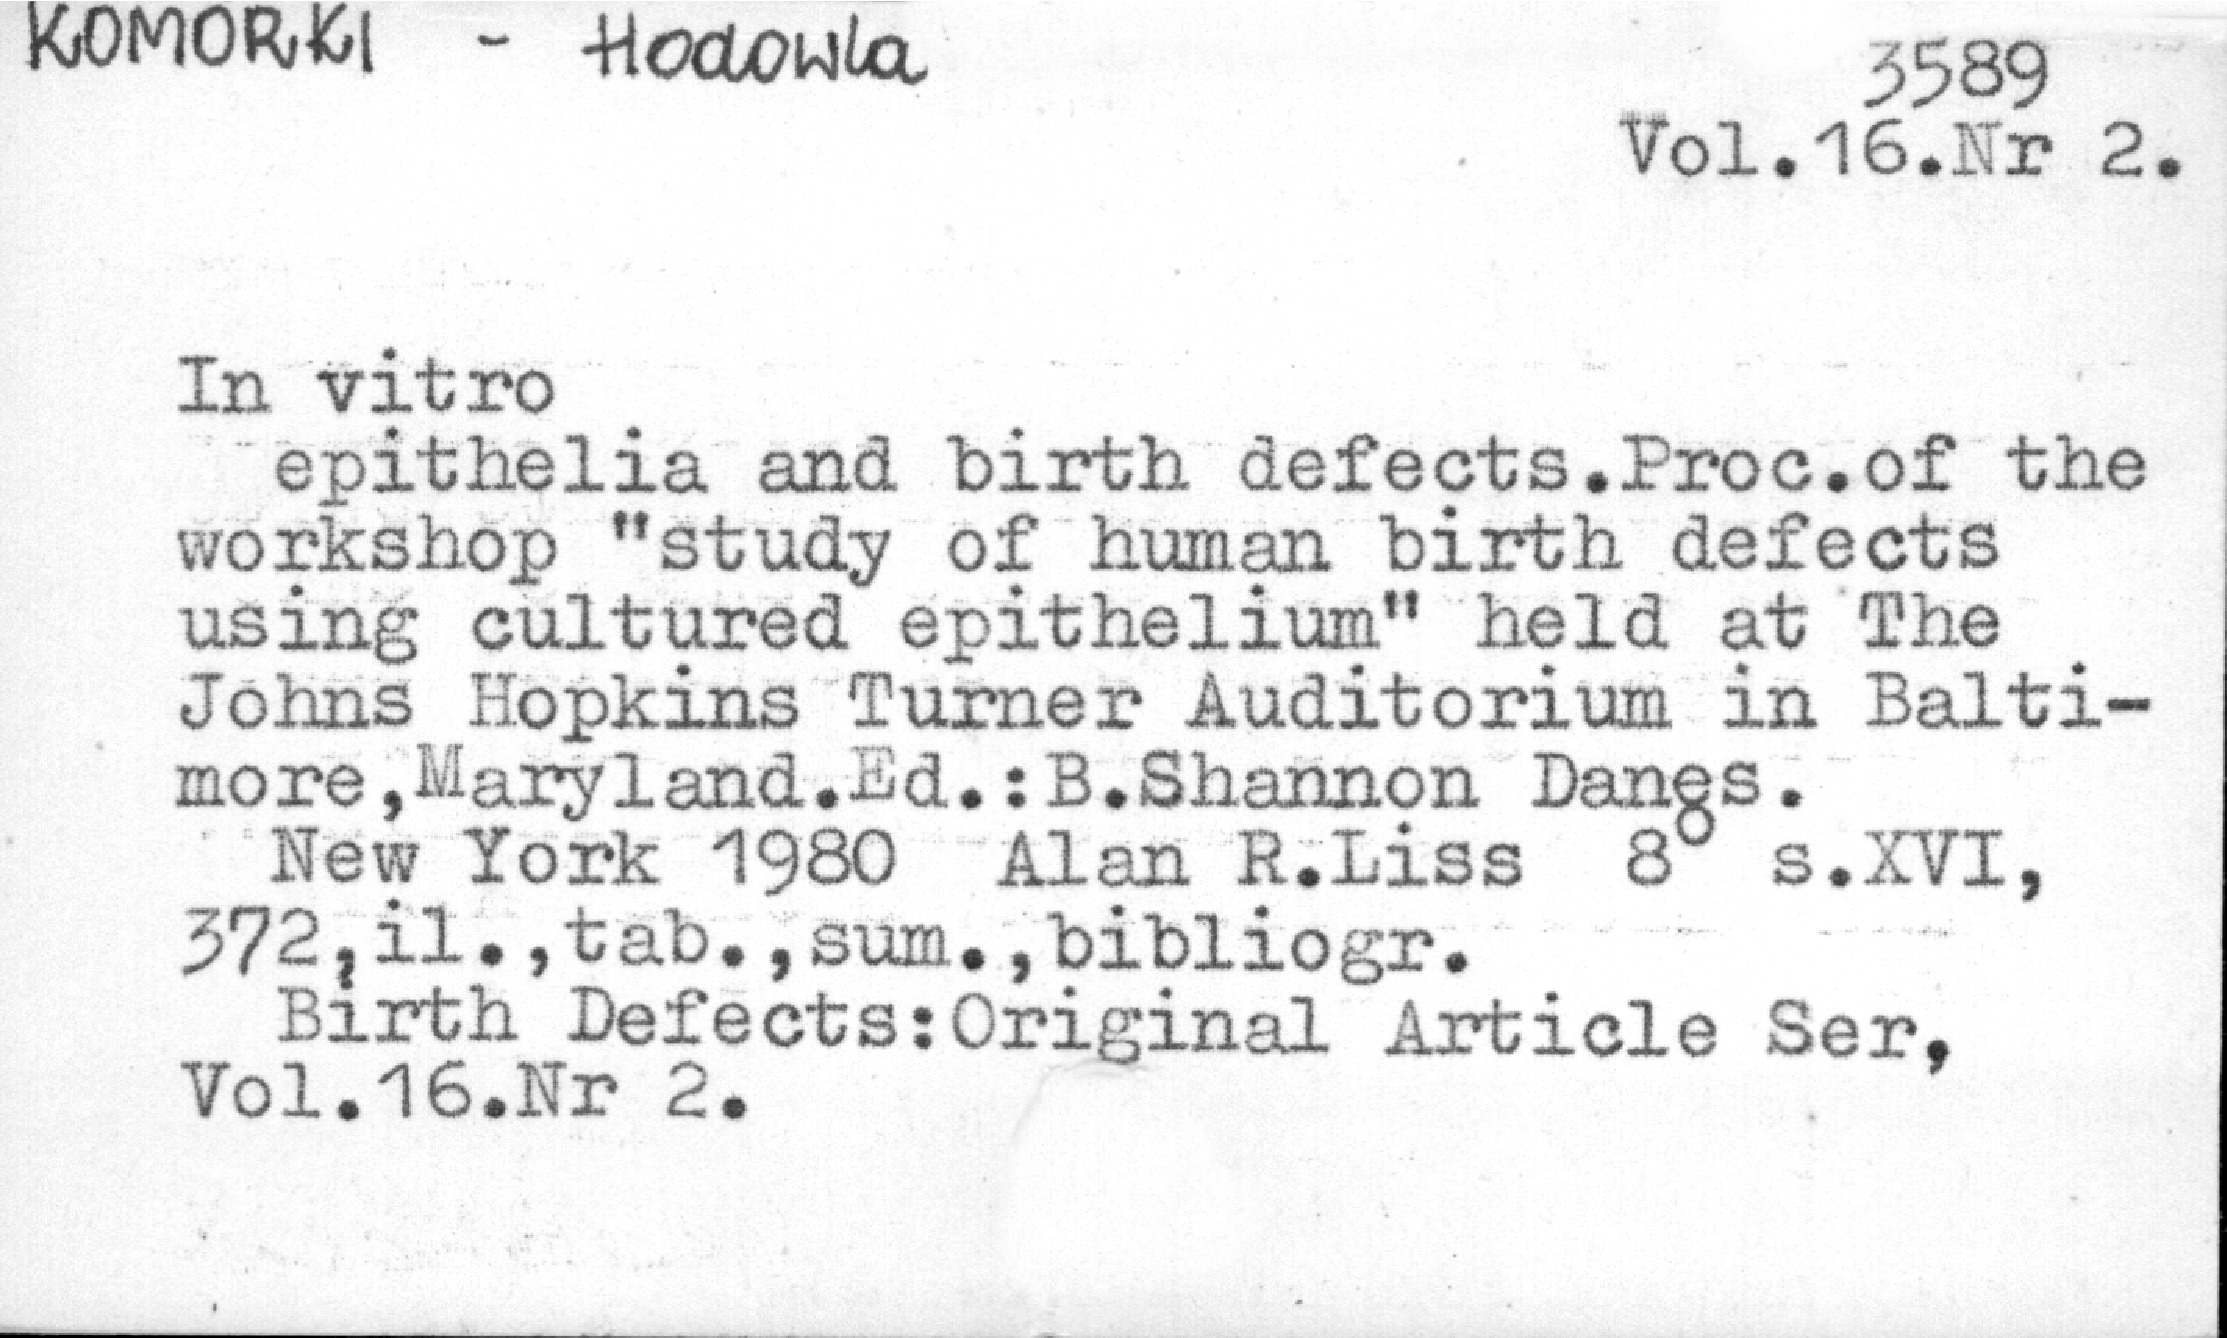 KOMORKI - Hodowla
3589
Vol.16.Nr 2.
In vitro
epithelia and birth defects.Proc.of the
workshop "study of human birth defects
using cultured epithelium" held at The
Johns Hopkins Turner Auditorium in Balti-
more,Maryland.Ed.:B.Shannon Danes.
New York 1980 Alan R.Liss 8° s.XVI,
372,il.,tab.,sum.,bibliogr.
Birth Defects:Original Article Ser,
Vol.16.Nr 2.